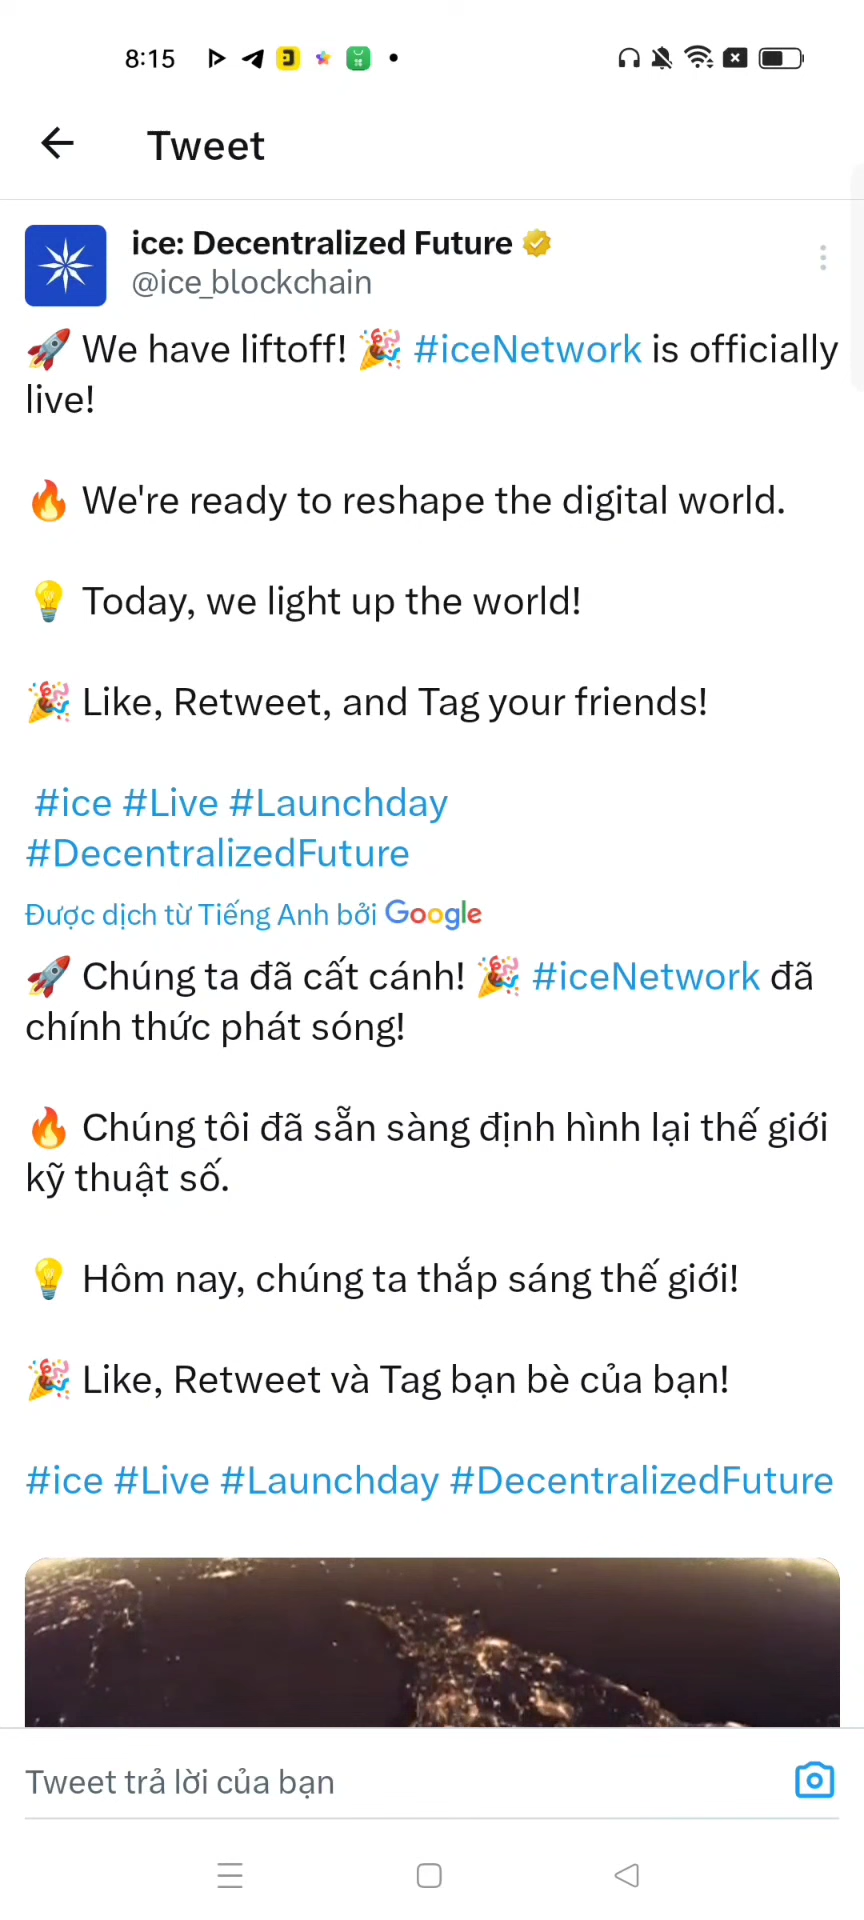 8:15
Tweet
ice: Decentralized Future
@ice_blockchain
🚀 We have liftoff! 🎉 #iceNetwork is officially
live!
🔥 We're ready to reshape the digital world.
💡 Today, we light up the world!
🎉 Like, Retweet, and Tag your friends!
#ice #Live #Launchday
#DecentralizedFuture
Được dịch từ Tiếng Anh bởi Google
🚀 Chúng ta đã cất cánh! 🎉 #iceNetwork đã
chính thức phát sóng!
🔥 Chúng tôi đã sẵn sàng định hình lại thế giới
kỹ thuật số.
💡 Hôm nay, chúng ta thắp sáng thế giới!
🎉 Like, Retweet và Tag bạn bè của bạn!
#ice #Live #Launchday #DecentralizedFuture
Tweet trả lời của bạn